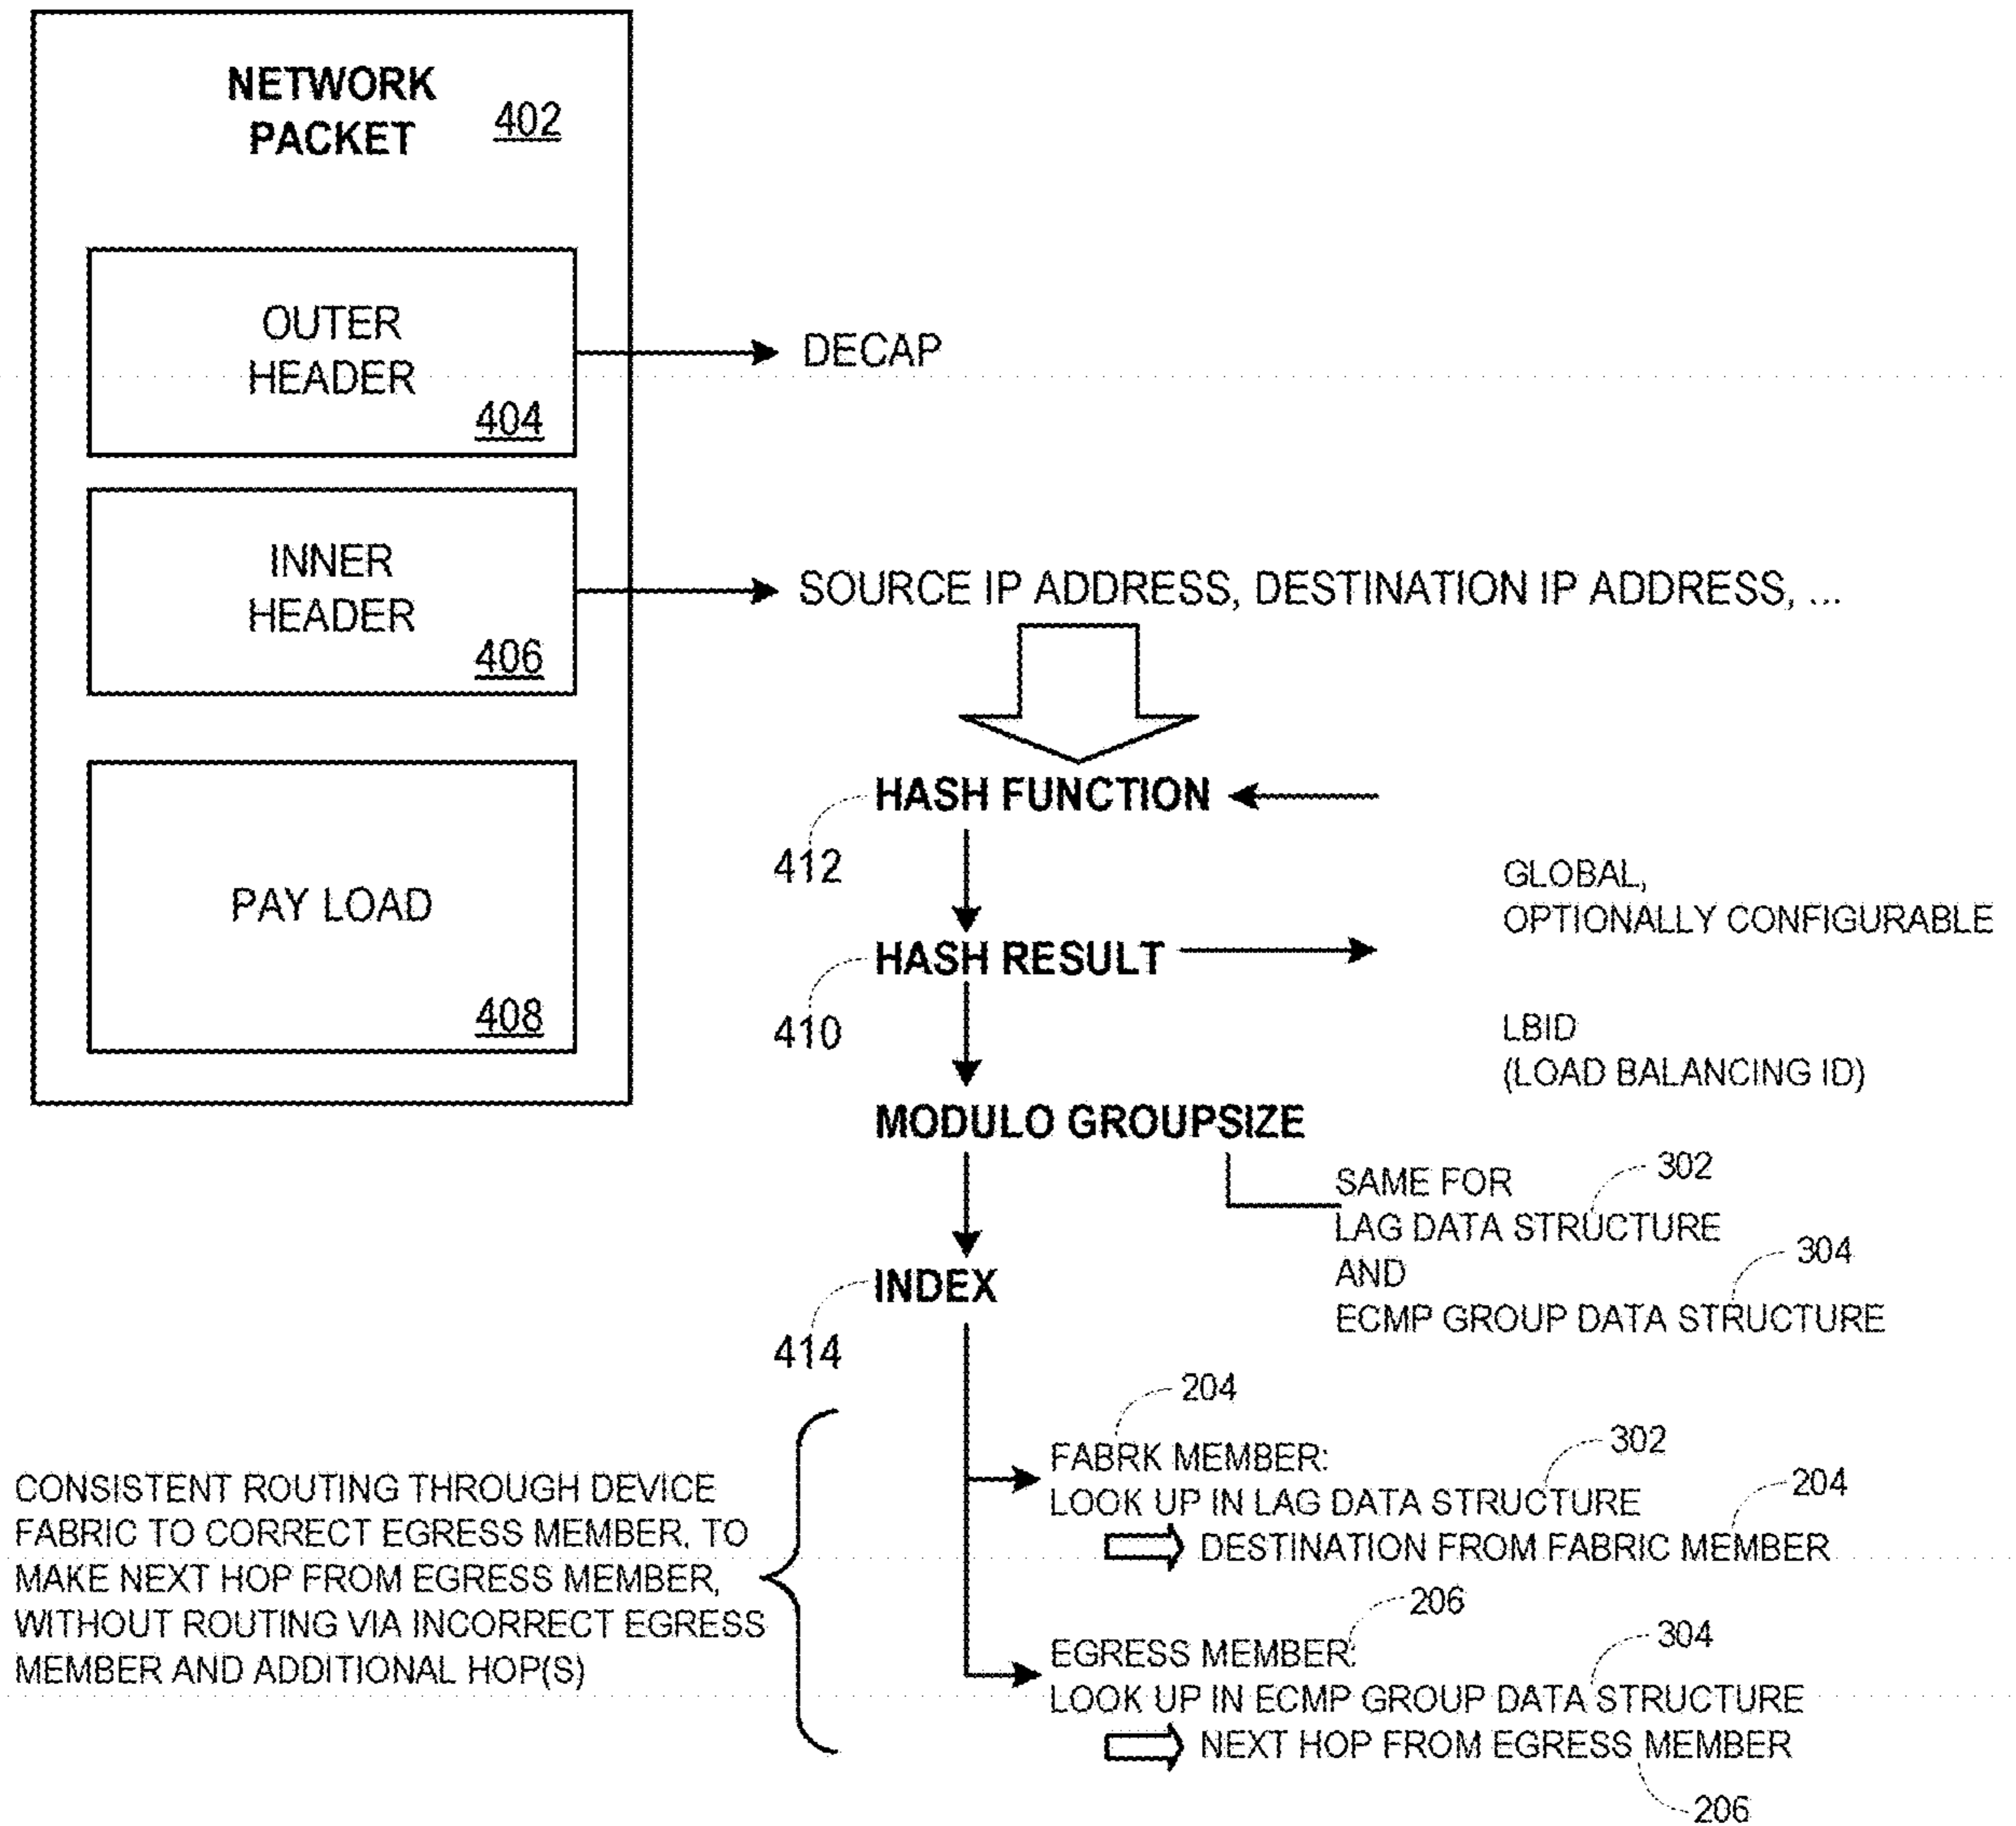 NETWORK
PACKET
402
OUTER
HEADER
404
DECAP
INNER
HEADER
406
SOURCE IP ADDRESS, DESTINATION IP ADDRESS, ...
PAY LOAD
408
HASH FUNCTION
412
GLOBAL,
OPTIONALLY CONFIGURABLE
HASH RESULT
410
LBID
(LOAD BALANCING ID)
MODULO GROUPSIZE
SAME FOR
302
LAG DATA STRUCTURE
AND
304
ECMP GROUP DATA STRUCTURE
INDEX
414
204
FABRK MEMBER:
302
LOOK UP IN LAG DATA STRUCTURE
204
DESTINATION FROM FABRIC MEMBER
206
EGRESS MEMBER:
304
LOOK UP IN ECMP GROUP DATA STRUCTURE
NEXT HOP FROM EGRESS MEMBER
206
CONSISTENT ROUTING THROUGH DEVICE
FABRIC TO CORRECT EGRESS MEMBER, TO
MAKE NEXT HOP FROM EGRESS MEMBER,
WITHOUT ROUTING VIA INCORRECT EGRESS
MEMBER AND ADDITIONAL HOP(S)